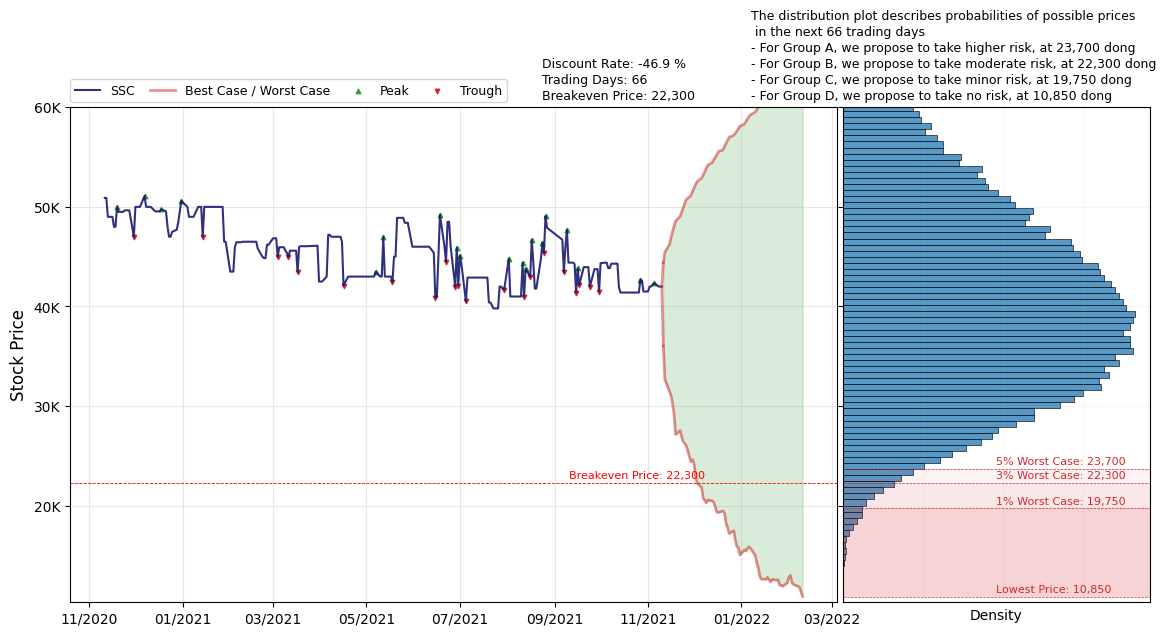 The distribution plot describes probabilities of possible prices
in the next 66 trading days
- For Group A, we propose to take higher risk, at 23,700 dong
- For Group B, we propose to take moderate risk, at 22,300 dong
- For Group C, we propose to take minor risk, at 19,750 dong
- For Group D, we propose to take no risk, at 10,850 dong
Discount Rate: -46.9 %
Trading Days: 66
Breakeven Price: 22,300
SSC
Best Case / Worst Case
Peak
Trough
Stock Price
60K
50K
40K
30K
20K
Breakeven Price: 22,300
11/2020
01/2021
03/2021
05/2021
07/2021
09/2021
11/2021
01/2022
03/2022
5% Worst Case: 23,700
3% Worst Case: 22,300
1% Worst Case: 19,750
Lowest Price: 10,850
Density